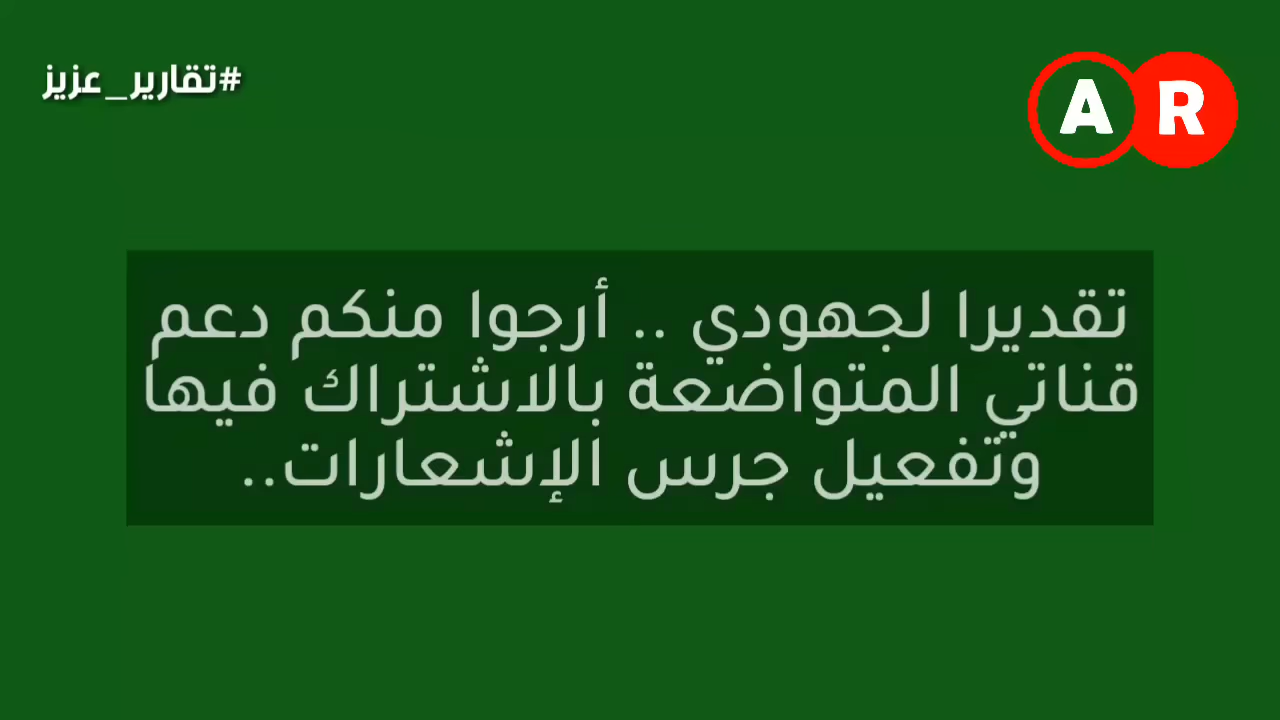 #تقارير_عزيز
A R
تقديرا لجهودي .. أرجوا منكم دعم
قناتي المتواضعة بالاشتراك فيها
وتفعيل جرس الإشعارات..